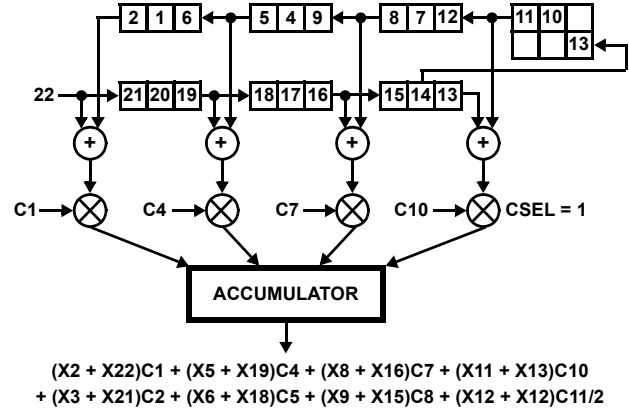 2 1 6 5 4 9 8 7 12 11 10
13
22 21 20 19 18 17 16 15 14 13
+ + + +
C1 C4 C7 C10 CSEL = 1
ACCUMULATOR
(X2 + X22)C1 + (X5 + X19)C4 + (X8 + X16)C7 + (X11 + X13)C10
+ (X3 + X21)C2 + (X6 + X18)C5 + (X9 + X15)C8 + (X12 + X12)C11/2